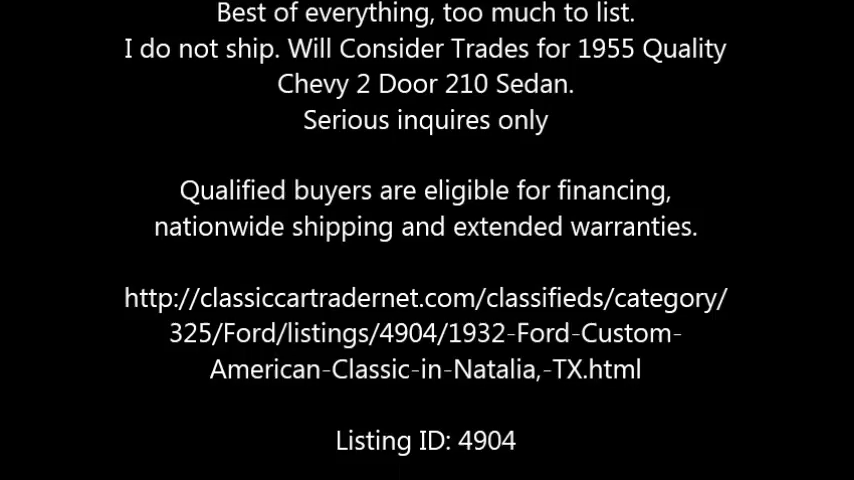 Best of everything, too much to list.
I do not ship. Will Consider Trades for 1955 Quality
Chevy 2 Door 210 Sedan.
Serious inquires only
Qualified buyers are eligible for financing,
nationwide shipping and extended warranties.
http://classiccartradernet.com/classifieds/category/
325/Ford/listings/4904/1932-Ford-Custom-
American-Classic-in-Natalia,-TX.html
Listing ID: 4904